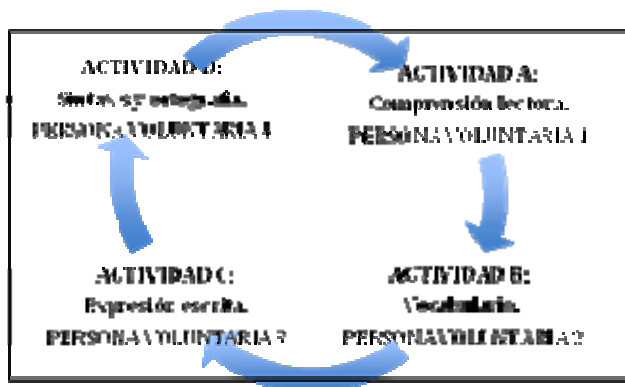 ACTIVIDAD D:
Sintaxis y ortografía.
PERSONA VOLUNTARIA 4
ACTIVIDAD A:
Comprensión lectora.
PERSONA VOLUNTARIA 1
ACTIVIDAD C:
Expresión escrita.
PERSONA VOLUNTARIA 3
ACTIVIDAD B:
Vocabulario.
PERSONA VOLUNTARIA 2